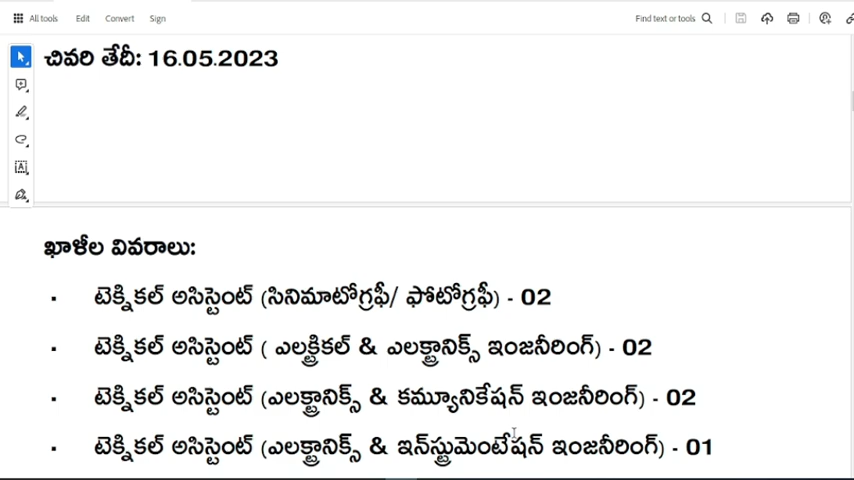 All tools Edit Convert Sign Find text or tools
చివరి తేదీ: 16.05.2023
ఖాళీల వివరాలు:
▪ టెక్నికల్ అసిస్టెంట్ (సినిమాటోగ్రఫీ/ ఫోటోగ్రఫీ) - 02
▪ టెక్నికల్ అసిస్టెంట్ ( ఎలక్ట్రికల్ & ఎలక్ట్రానిక్స్ ఇంజనీరింగ్) - 02
▪ టెక్నికల్ అసిస్టెంట్ (ఎలక్ట్రానిక్స్ & కమ్యూనికేషన్ ఇంజనీరింగ్) - 02
▪ టెక్నికల్ అసిస్టెంట్ (ఎలక్ట్రానిక్స్ & ఇన్‌స్ట్రుమెంటేషన్ ఇంజనీరింగ్) - 01